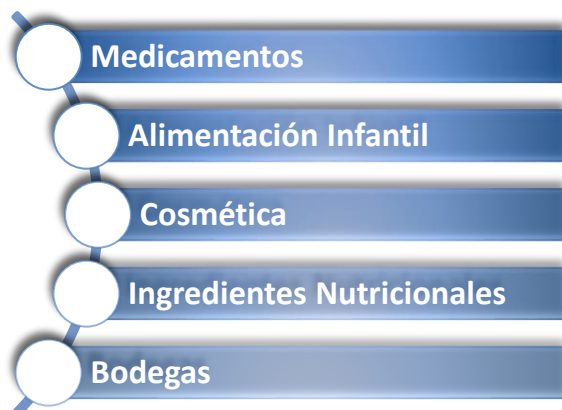 Medicamentos
Alimentación Infantil
Cosmética
Ingredientes Nutricionales
Bodegas